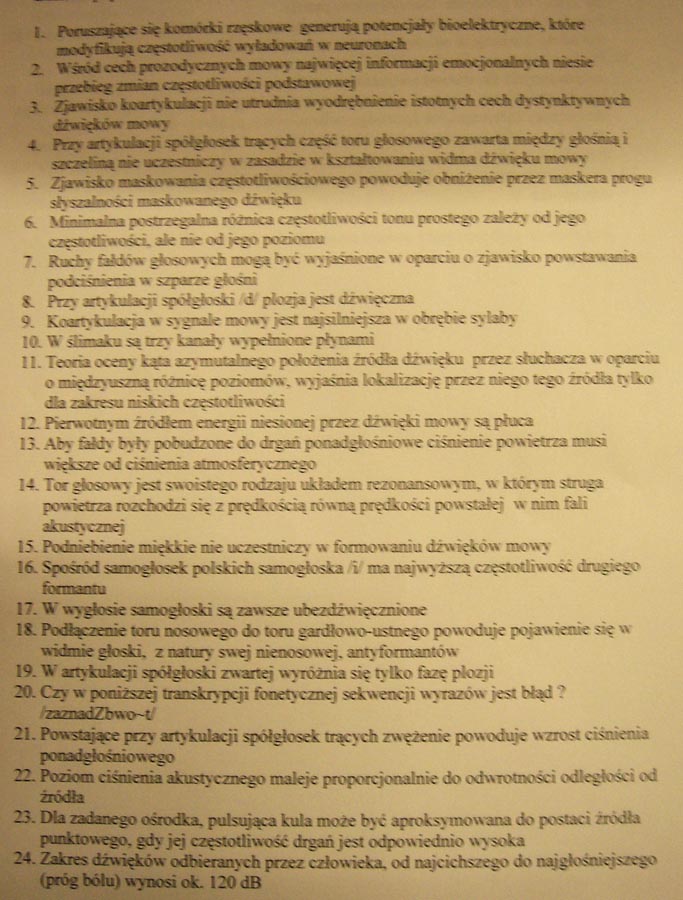 1. Poruszające się komórki rzęskowe generują potencjały bioelektryczne, które
modyfikują częstotliwość wyładowań w neuronach
2. Wśród cech prozodycznych mowy najwięcej informacji emocjonalnych niesie
przebieg zmian częstotliwości podstawowej
3. Zjawisko koartykulacji nie utrudnia wyodrębnienie istotnych cech dystynktywnych
dźwięków mowy
4. Przy artykulacji spółgłosek trących część toru głosowego zawarta między głośnią i
szczeliną nie uczestniczy w zasadzie w kształtowaniu widma dźwięku mowy
5. Zjawisko maskowania częstotliwościowego powoduje obniżenie przez maskera progu
słyszalności maskowanego dźwięku
6. Minimalna postrzegalna różnica częstotliwości tonu prostego zależy od jego
częstotliwości, ale nie od jego poziomu
7. Ruchy fałdów głosowych mogą być wyjaśnione w oparciu o zjawisko powstawania
podciśnienia w szparze głośni
8. Przy artykulacji spółgłoski /d/ plozja jest dźwięczna
9. Koartykulacja w sygnale mowy jest najsilniejsza w obrębie sylaby
10. W ślimaku są trzy kanały wypełnione płynami
11. Teoria oceny kąta azymutalnego położenia źródła dźwięku przez słuchacza w oparciu
o międzyuszną różnicę poziomów, wyjaśnia lokalizację przez niego tego źródła tylko
dla zakresu niskich częstotliwości
12. Pierwotnym źródłem energii niesionej przez dźwięki mowy są płuca
13. Aby fałdy były pobudzone do drgań ponadgłośniowe ciśnienie powietrza musi
większe od ciśnienia atmosferycznego
14. Tor głosowy jest swoistego rodzaju układem rezonansowym, w którym struga
powietrza rozchodzi się z prędkością równą prędkości powstałej w nim fali
akustycznej
15. Podniebienie miękkie nie uczestniczy w formowaniu dźwięków mowy
16. Spośród samogłosek polskich samogłoska /i/ ma najwyższą częstotliwość drugiego
formantu
17. W wygłosie samogłoski są zawsze ubezdźwięcznione
18. Podłączenie toru nosowego do toru gardłowo-ustnego powoduje pojawienie się w
widmie głoski, z natury swej nienosowej, antyformantów
19. W artykulacji spółgłoski zwartej wyróżnia się tylko fazę plozji
20. Czy w poniższej transkrypcji fonetycznej sekwencji wyrazów jest błąd ?
/zaznadZbwo~t/
21. Powstające przy artykulacji spółgłosek trących zwężenie powoduje wzrost ciśnienia
ponadgłośniowego
22. Poziom ciśnienia akustycznego maleje proporcjonalnie do odwrotności odległości od
źródła
23. Dla zadanego ośrodka, pulsująca kula może być aproksymowana do postaci źródła
punktowego, gdy jej częstotliwość drgań jest odpowiednio wysoka
24. Zakres dźwięków odbieranych przez człowieka, od najcichszego do najgłośniejszego
(próg bólu) wynosi ok. 120 dB